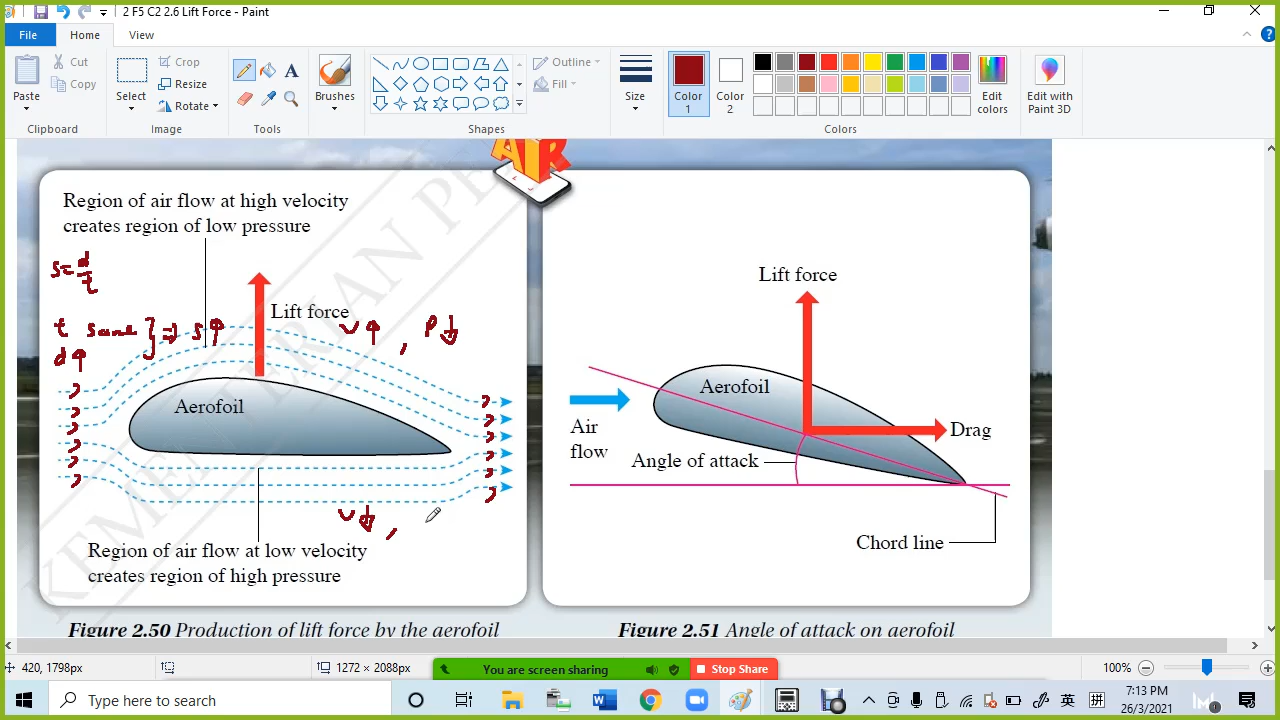 2 F5 C2 2.6 Lift Force - Paint
File
Home
View
Paste
Cut
Copy
Clipboard
Select
Crop
Resize
Rotate
Image
A
Tools
Brushes
Shapes
Outline
Fill
Size
Color 1
Color 2
Edit colors
Colors
Edit with Paint 3D
AIR
KEMENTERIAN PE
Region of air flow at high velocity
creates region of low pressure
s=d/t
Lift force
t same } => s↑
d↑
v↑, P↓
Aerofoil
v↓,
Region of air flow at low velocity
creates region of high pressure
Figure 2.50 Production of lift force by the aerofoil
Lift force
Aerofoil
Air
flow
Drag
Angle of attack
Chord line
Figure 2.51 Angle of attack on aerofoil
420, 1798px
1272 × 2088px
You are screen sharing
Stop Share
100%
Type here to search
英
拼
7:13 PM
26/3/2021